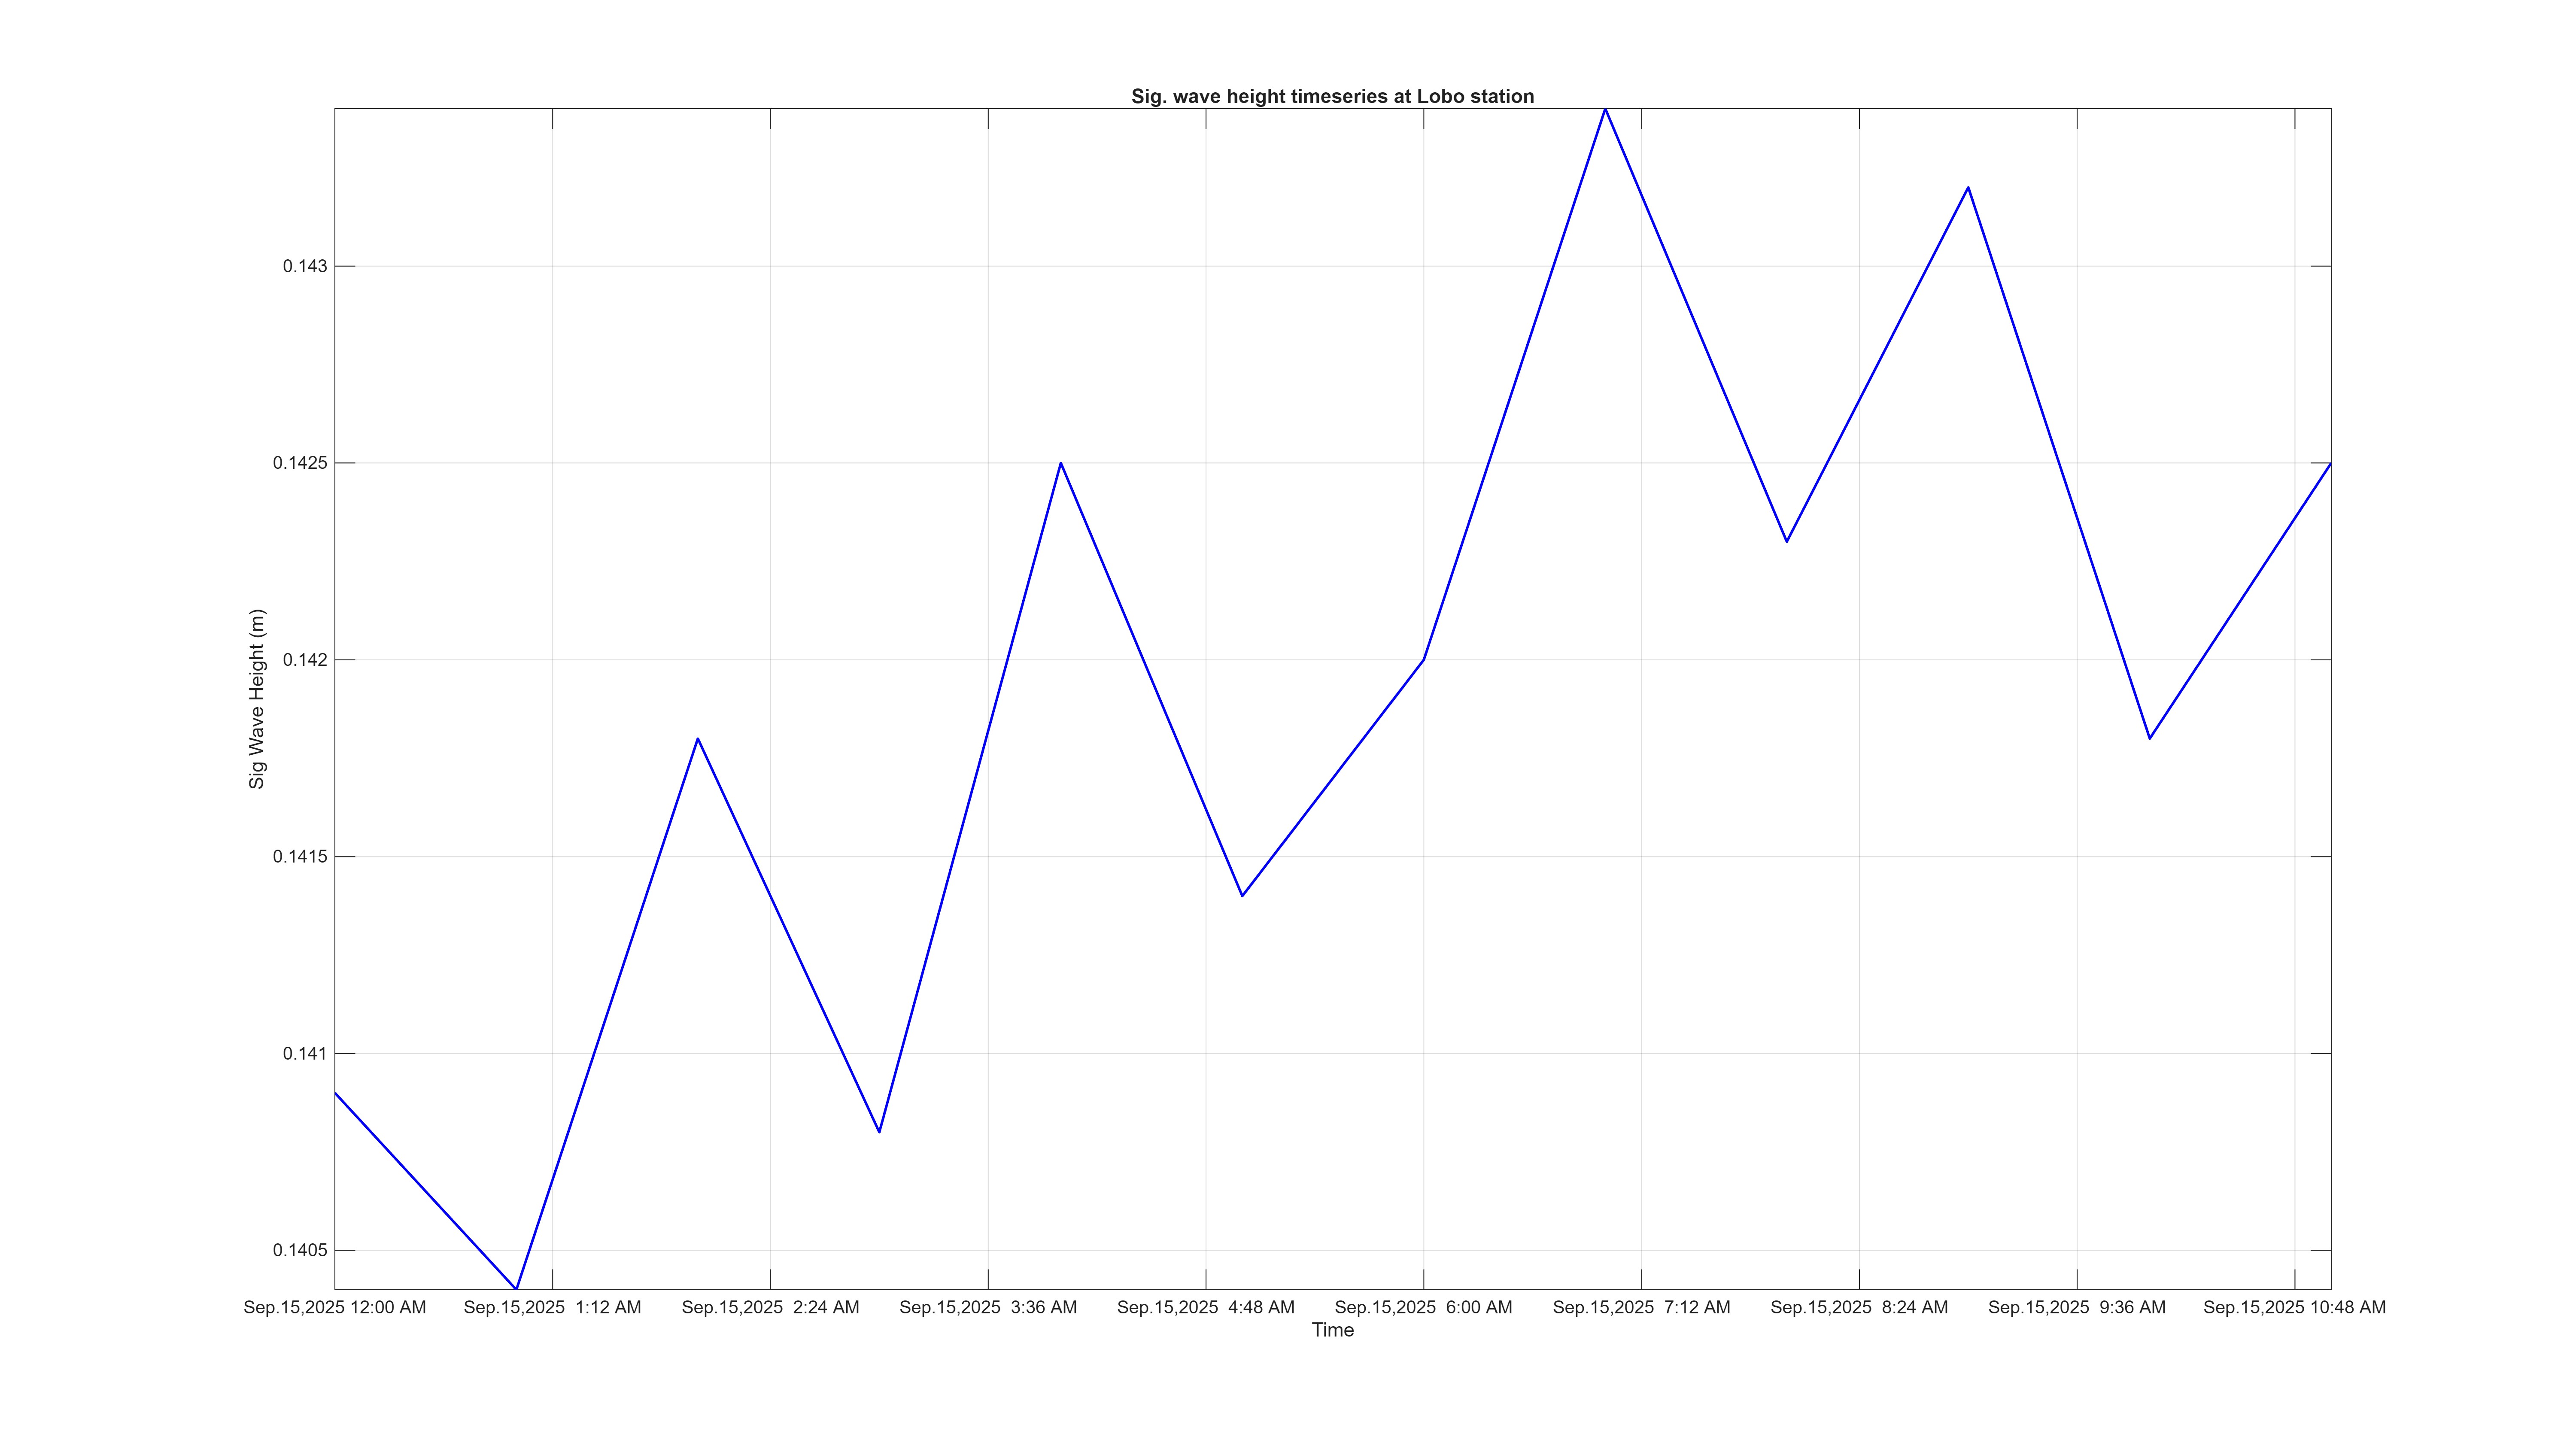 Sig. wave height timeseries at Lobo station
0.143
0.1425
0.142
0.1415
0.141
0.1405
Sig Wave Height (m)
Sep.15,2025 12:00 AM Sep.15,2025  1:12 AM Sep.15,2025  2:24 AM Sep.15,2025  3:36 AM Sep.15,2025  4:48 AM Sep.15,2025  6:00 AM Sep.15,2025  7:12 AM Sep.15,2025  8:24 AM Sep.15,2025  9:36 AM Sep.15,2025 10:48 AM
Time